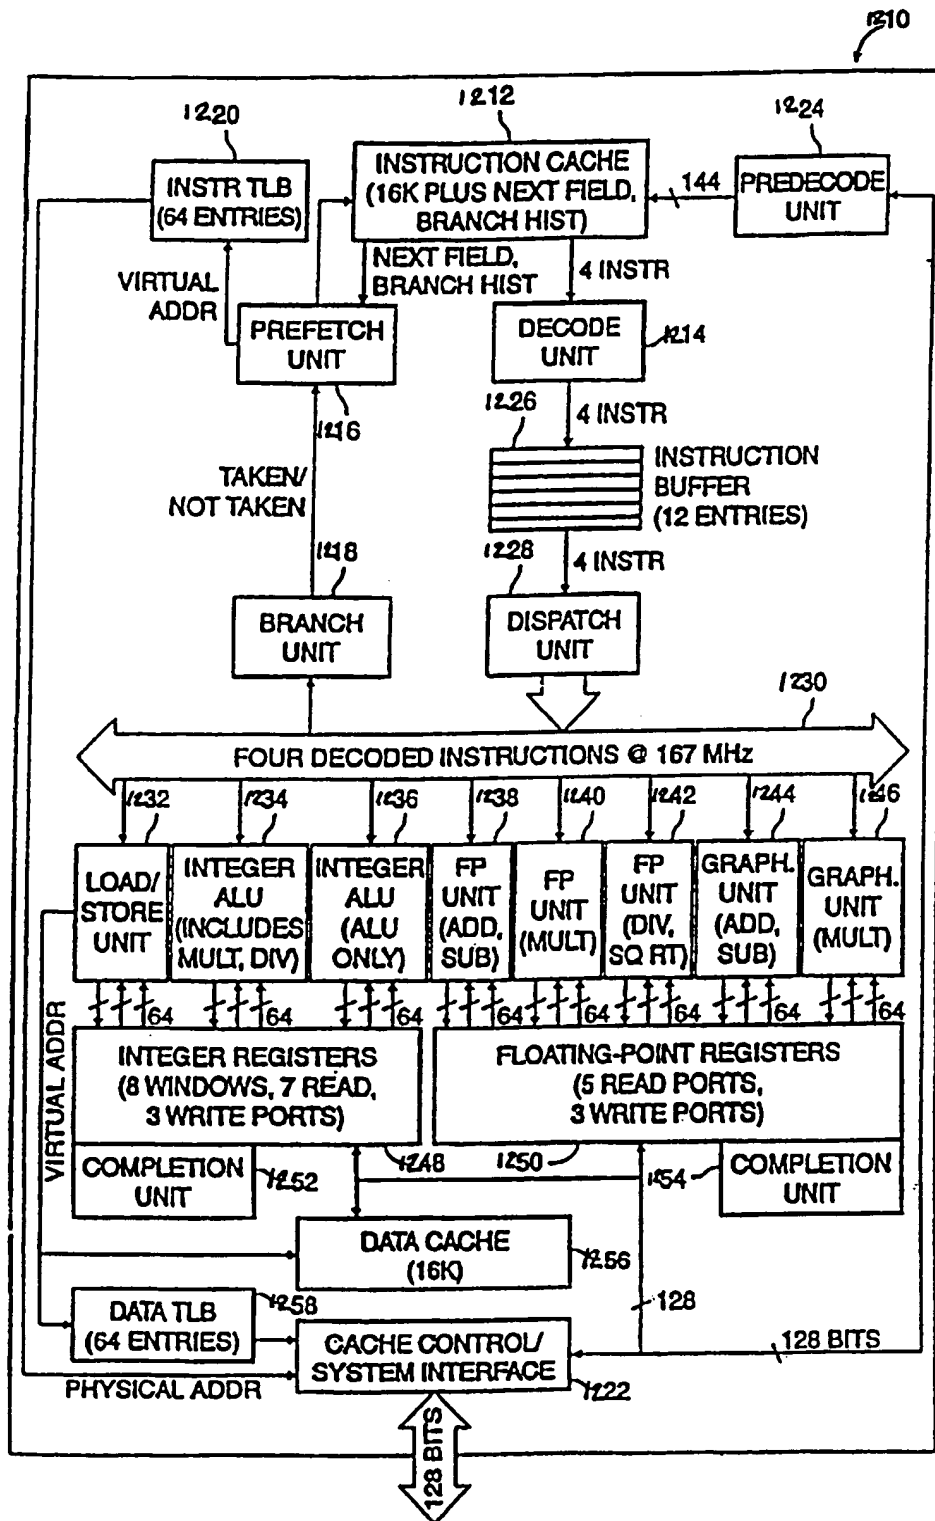 1210
1212
1220
1224
INSTR TLB
(64 ENTRIES)
INSTRUCTION CACHE
(16K PLUS NEXT FIELD,
BRANCH HIST)
144
PREDECODE
UNIT
VIRTUAL
ADDR
NEXT FIELD,
BRANCH HIST
4 INSTR
PREFETCH
UNIT
DECODE
UNIT
1214
1216
1226
4 INSTR
INSTRUCTION
BUFFER
(12 ENTRIES)
TAKEN/
NOT TAKEN
1218
1228
4 INSTR
BRANCH
UNIT
DISPATCH
UNIT
1230
FOUR DECODED INSTRUCTIONS @ 167 MHz
1232
1234
1236
1238
1240
1242
1244
1246
LOAD/
STORE
UNIT
INTEGER
ALU
(INCLUDES
MULT, DIV)
INTEGER
ALU
(ALU
ONLY)
FP
UNIT
(ADD,
SUB)
FP
UNIT
(MULT)
FP
UNIT
(DIV,
SQ RT)
GRAPH.
UNIT
(ADD,
SUB)
GRAPH.
UNIT
(MULT)
64
64
64
64
64
64
64
64
VIRTUAL ADDR
INTEGER REGISTERS
(8 WINDOWS, 7 READ,
3 WRITE PORTS)
FLOATING-POINT REGISTERS
(5 READ PORTS,
3 WRITE PORTS)
COMPLETION
UNIT
1252
1248
1250
1254
COMPLETION
UNIT
DATA CACHE
(16K)
1256
1258
DATA TLB
(64 ENTRIES)
128
CACHE CONTROL/
SYSTEM INTERFACE
128 BITS
PHYSICAL ADDR
1222
128 BITS